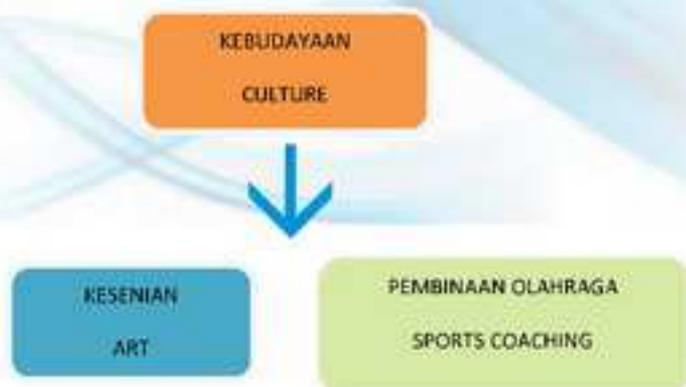 KEBUDAYAAN
CULTURE
KESENIAN
ART
PEMBINAAN OLAHRAGA
SPORTS COACHING